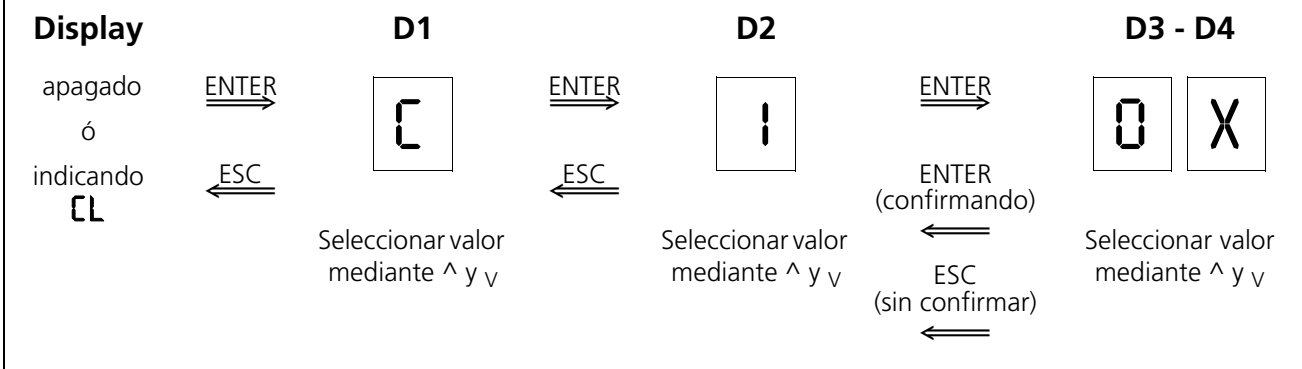 Display D1 D2 D3 - D4
apagado ENTER C ENTER 1 ENTER 0 X
ó
indicando ESC ESC ENTER
CL (confirmando)
Seleccionar valor Seleccionar valor Seleccionar valor
mediante ^ y v mediante ^ y v ESC mediante ^ y v
(sin confirmar)